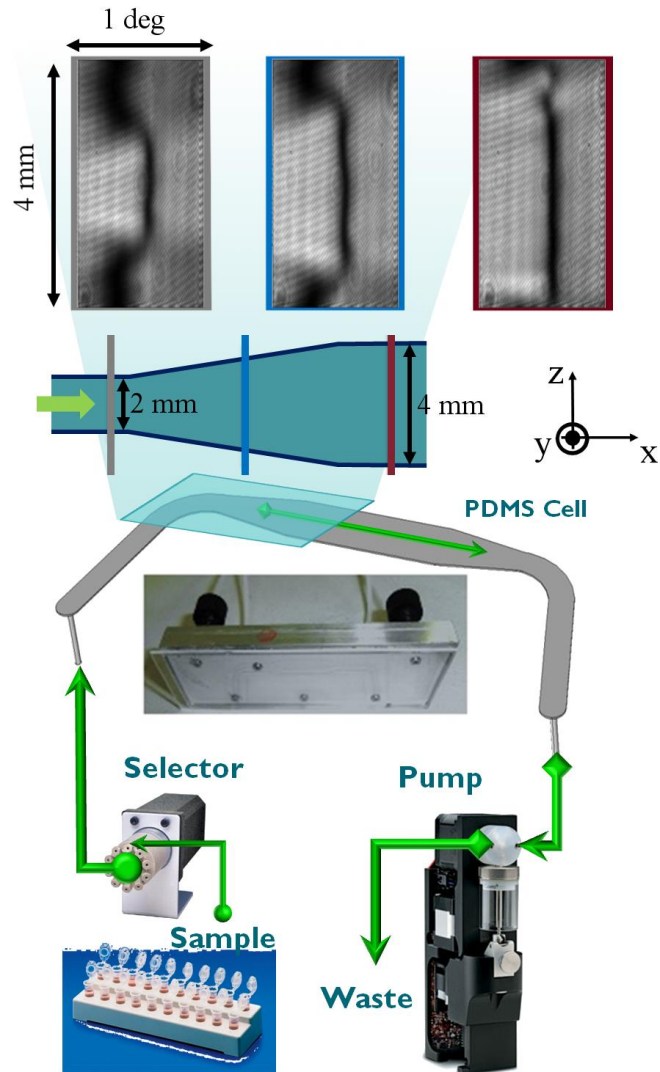 1 deg
4 mm
2 mm
4 mm
z
y
x
PDMS Cell
Selector
Pump
Sample
Waste